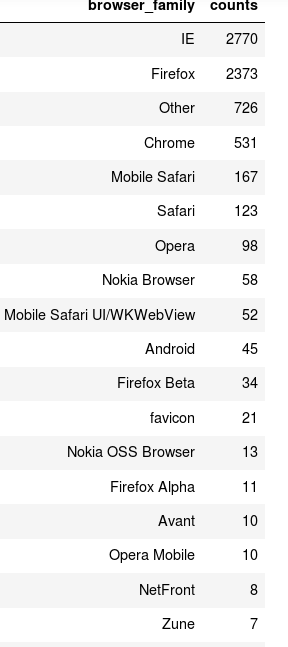 browser_family counts
IE 2770
Firefox 2373
Other 726
Chrome 531
Mobile Safari 167
Safari 123
Opera 98
Nokia Browser 58
Mobile Safari UI/WKWebView 52
Android 45
Firefox Beta 34
favicon 21
Nokia OSS Browser 13
Firefox Alpha 11
Avant 10
Opera Mobile 10
NetFront 8
Zune 7